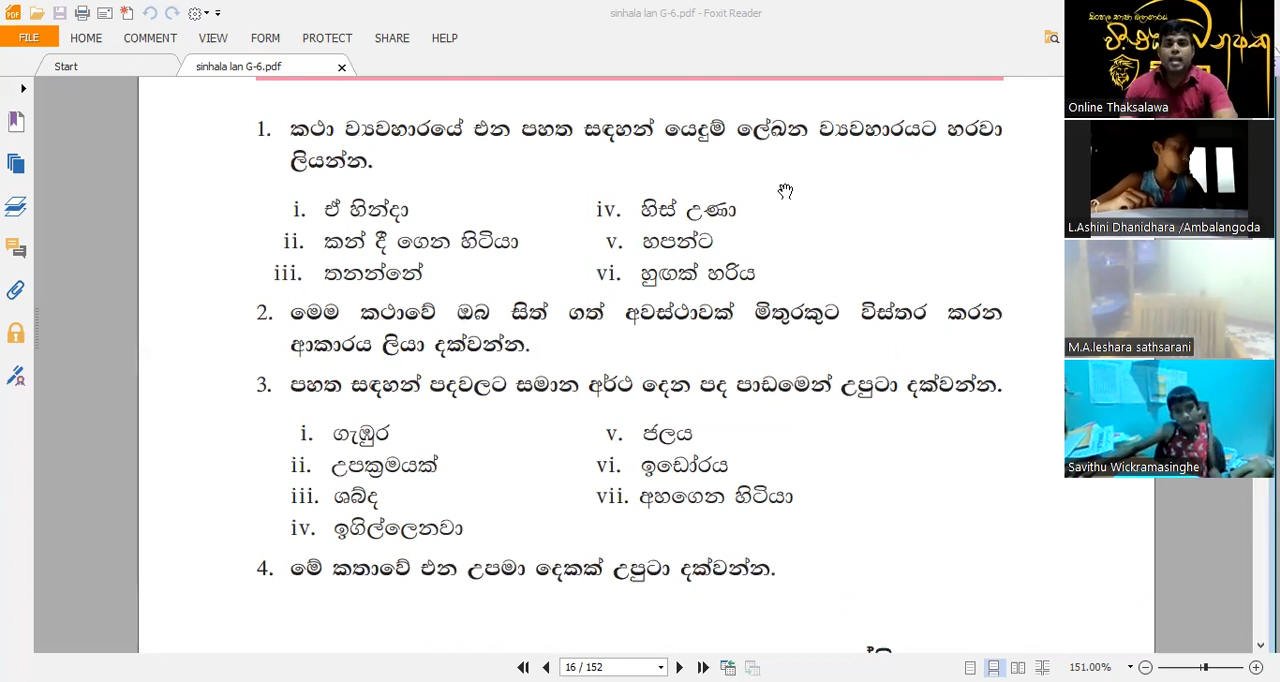 sinhala lan G-6.pdf - Foxit Reader
FILE HOME COMMENT VIEW FORM PROTECT SHARE HELP
Start sinhala lan G-6.pdf
1. කථා ව්‍යවහාරයේ එන පහත සඳහන් යෙදුම් ලේඛන ව්‍යවහාරයට හරවා
ලියන්න.
i. ඒ හින්දා iv. හිස් උණා
ii. කන් දී ගෙන හිටියා v. හපන්ට
iii. තනන්නේ vi. හුඟක් හරිය
2. මෙම කථාවේ ඔබ සිත් ගත් අවස්ථාවක් මිතුරකුට විස්තර කරන
ආකාරය ලියා දක්වන්න.
3. පහත සඳහන් පදවලට සමාන අර්ථ දෙන පද පාඩමෙන් උපුටා දක්වන්න.
i. ගැඹුර v. ජලය
ii. උපක්‍රමයක් vi. ඉඩෝරය
iii. ශබ්ද vii. අහගෙන හිටියා
iv. ඉගිල්ලෙනවා
4. මේ කතාවේ එන උපමා දෙකක් උපුටා දක්වන්න.
16 / 152
151.00%
Online Thaksalawa
L.Ashini Dhanidhara /Ambalangoda
M.A.leshara sathsarani
Savithu Wickramasinghe